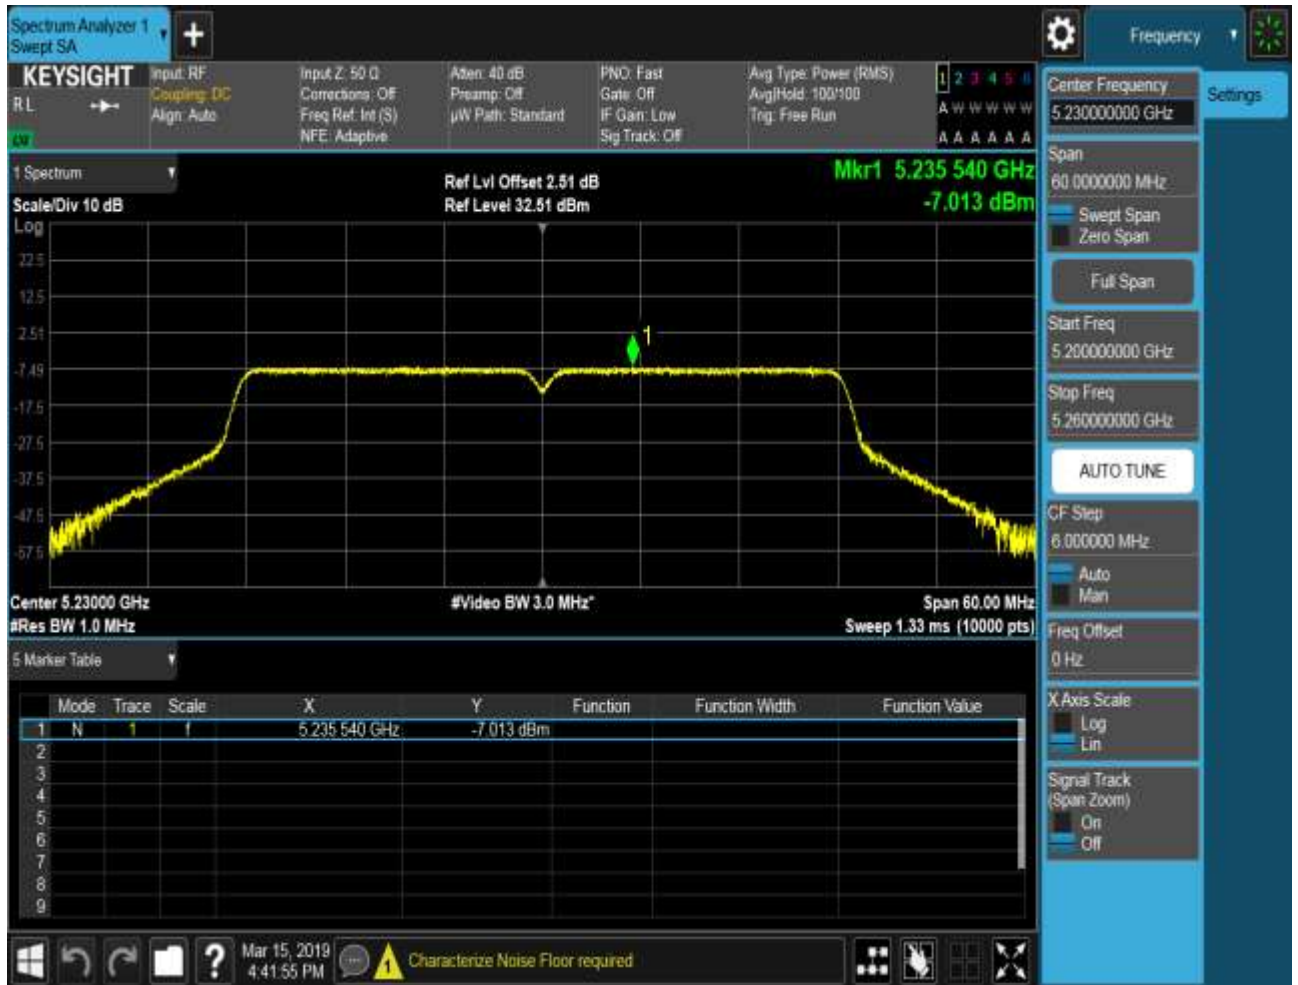 Spectrum Analyzer 1
Swept SA
Frequency
KEYSIGHT
RL
Input: RF
Coupling: DC
Align: Auto
Input Z: 50 Ω
Corrections: Off
Freq Ref: Int (S)
NFE: Adaptive
Atten: 40 dB
Preamp: Off
µW Path: Standard
PNO: Fast
Gate: Off
IF Gain: Low
Sig Track: Off
Avg Type: Power (RMS)
Avg|Hold: 100/100
Trig: Free Run
1 2 3 4 5 6
A W W W W W
A A A A A A
1 Spectrum
Scale/Div 10 dB
Ref Lvl Offset 2.51 dB
Ref Level 32.51 dBm
Mkr1 5.235 540 GHz
-7.013 dBm
Log
22.5
12.5
2.51
-7.49
-17.5
-27.5
-37.5
-47.5
-57.5
1
Center 5.23000 GHz
#Res BW 1.0 MHz
#Video BW 3.0 MHz*
Span 60.00 MHz
Sweep 1.33 ms (10000 pts)
5 Marker Table
Mode Trace Scale X Y Function Function Width Function Value
1 N 1 f 5.235 540 GHz -7.013 dBm
2
3
4
5
6
7
8
9
Mar 15, 2019
4:41:55 PM
Characterize Noise Floor required
Center Frequency
5.230000000 GHz
Settings
Span
60.0000000 MHz
Swept Span
Zero Span
Full Span
Start Freq
5.200000000 GHz
Stop Freq
5.260000000 GHz
AUTO TUNE
CF Step
6.000000 MHz
Auto
Man
Freq Offset
0 Hz
X Axis Scale
Log
Lin
Signal Track
(Span Zoom)
On
Off